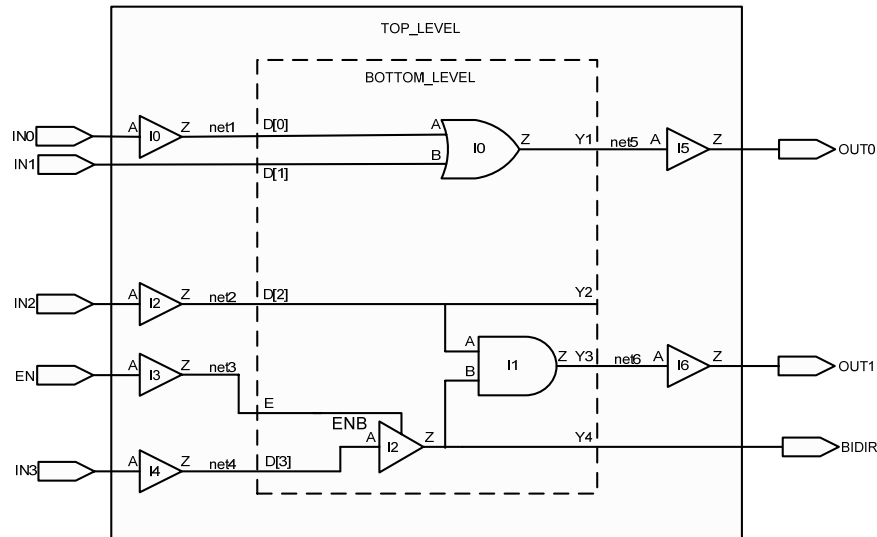 TOP_LEVEL
BOTTOM_LEVEL
IN0 A I0 Z net1 D[0] A I0 Z Y1 net5 A I5 Z OUT0
IN1 D[1] B
IN2 A I2 Z net2 D[2] Y2
A I1 Z Y3 net6 A I6 Z OUT1
B
EN A I3 Z net3 E ENB
IN3 A I4 Z net4 D[3] A I2 Z Y4 BIDIR